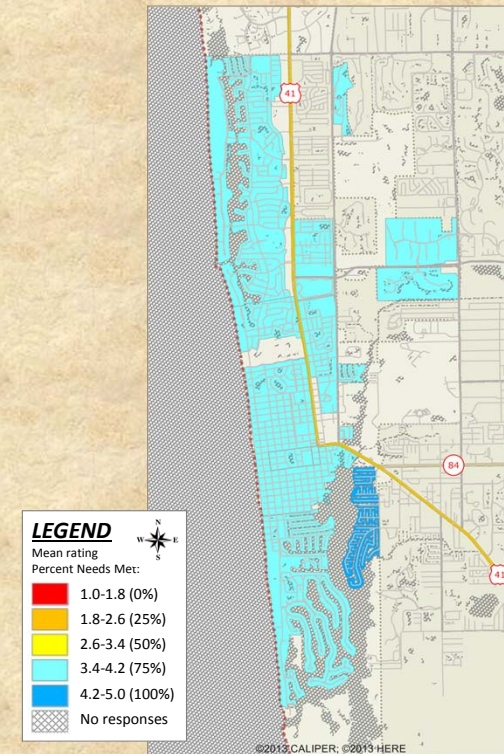 41
84
41
LEGEND
N
W E
S
Mean rating
Percent Needs Met:
1.0-1.8 (0%)
1.8-2.6 (25%)
2.6-3.4 (50%)
3.4-4.2 (75%)
4.2-5.0 (100%)
No responses
©2013 CALIPER; ©2013 HERE